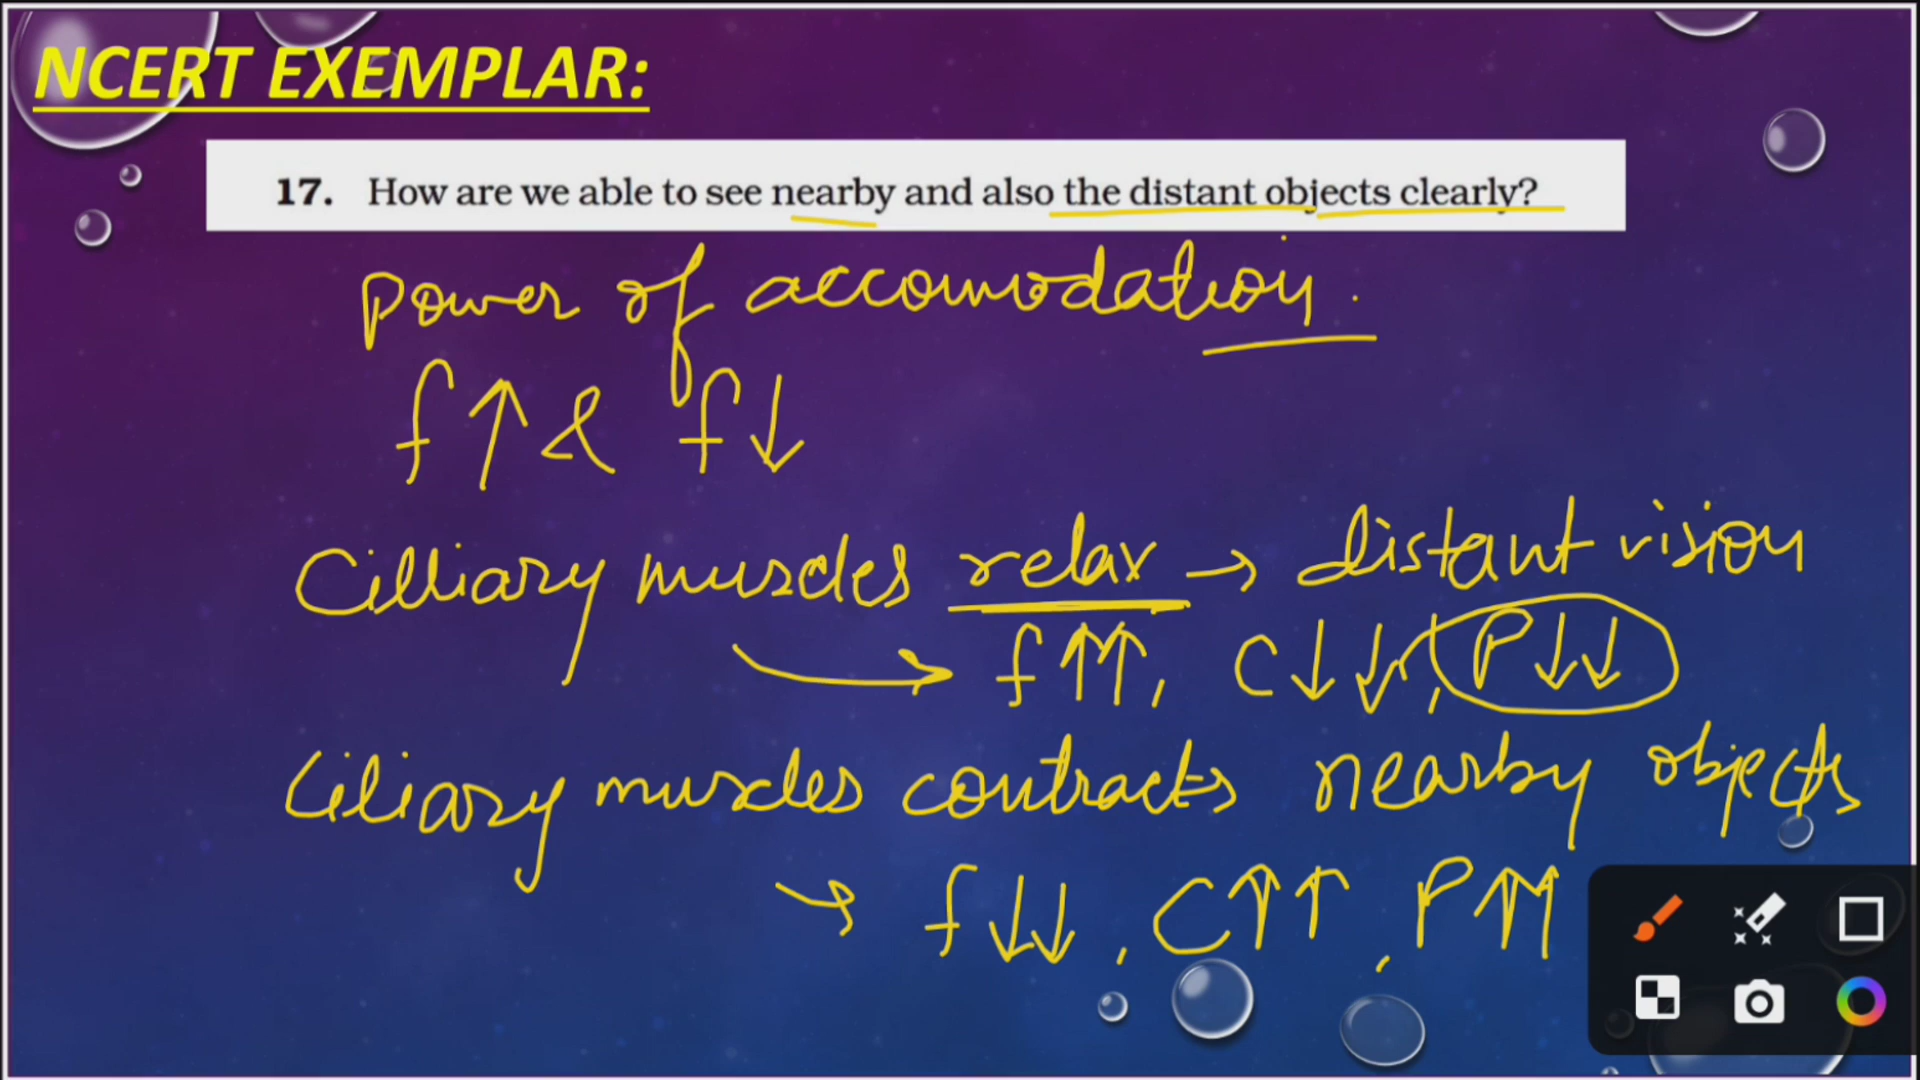 NCERT EXEMPLAR:
17. How are we able to see nearby and also the distant objects clearly?
Power of accomodation.
f↑ & f↓
Cilliary muscles relax → distant vision
→ f↑↑, C↓↓, P↓↓
Ciliary muscles contracts nearby objects
→ f↓↓, C↑↑, P↑↑